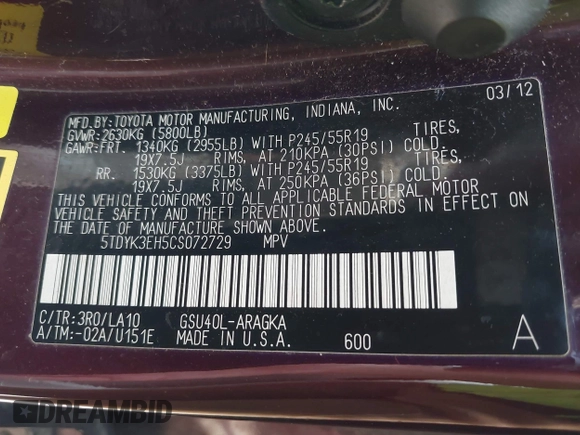 MFD. BY: TOYOTA MOTOR MANUFACTURING, INDIANA, INC. 03/12
GVWR: 2630KG (5800LB)
GAWR: FRT. 1340KG (2955LB) WITH P245/55R19 TIRES,
19X7.5J RIMS, AT 210KPA (30PSI) COLD.
RR. 1530KG (3375LB) WITH P245/55R19 TIRES,
19X7.5J RIMS, AT 250KPA (36PSI) COLD.
THIS VEHICLE CONFORMS TO ALL APPLICABLE FEDERAL MOTOR
VEHICLE SAFETY AND THEFT PREVENTION STANDARDS IN EFFECT ON
THE DATE OF MANUFACTURE SHOWN ABOVE.
5TDYK3EH5CS072729 MPV
C/TR:3R0/LA10 GSU40L-ARAGKA
A/TM:-02A/U151E MADE IN U.S.A. 600 A
DREAMBID